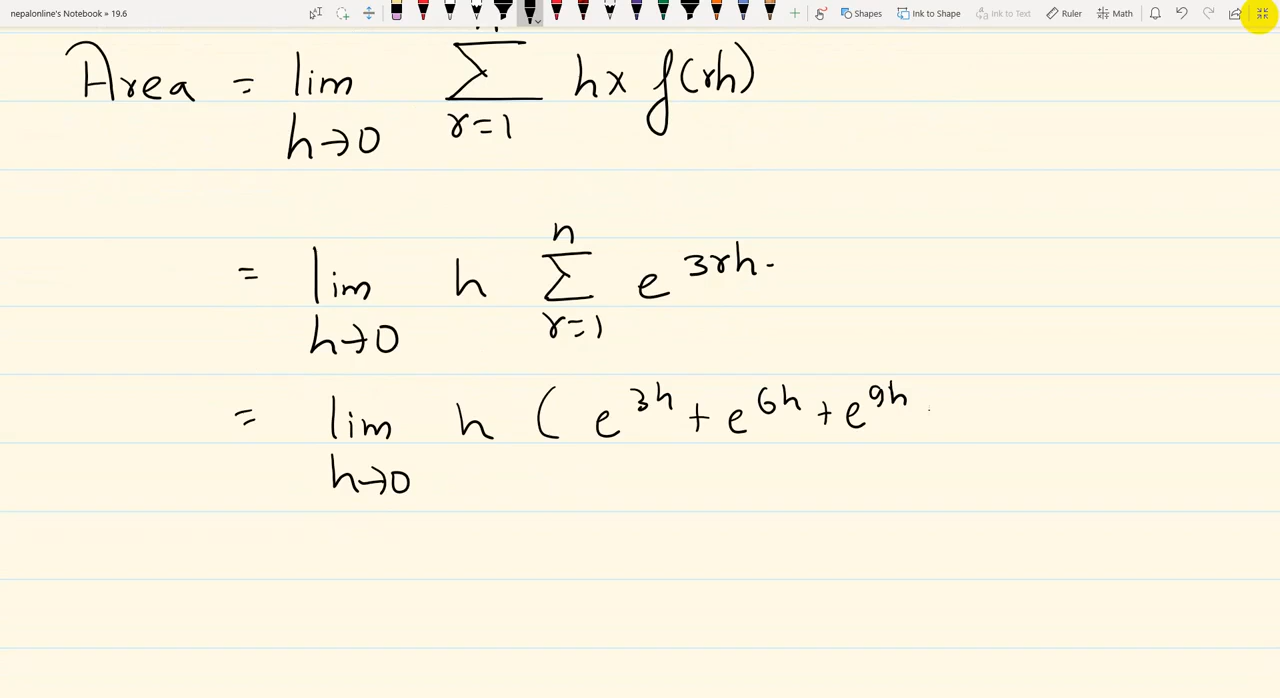 nepalonline's Notebook » 19.6
Shapes Ink to Shape Ink to Text Ruler Math
Area = lim h→0 Σ r=1 h× f(rh)
= lim h→0 h Σ n r=1 e^3rh.
= lim h→0 h ( e^3h + e^6h + e^9h .